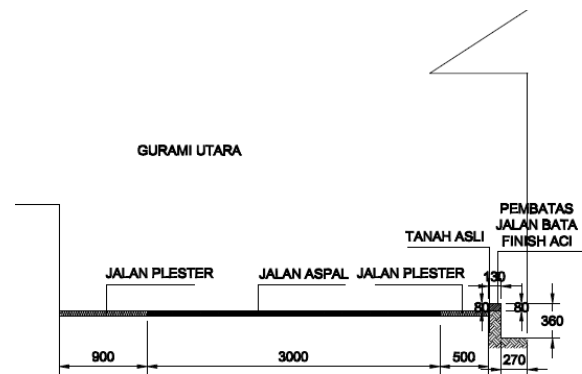 GURAMI UTARA
PEMBATAS
JALAN BATA
FINISH ACI
TANAH ASLI
JALAN PLESTER
JALAN ASPAL
JALAN PLESTER
130
80
80
360
900
3000
500
270